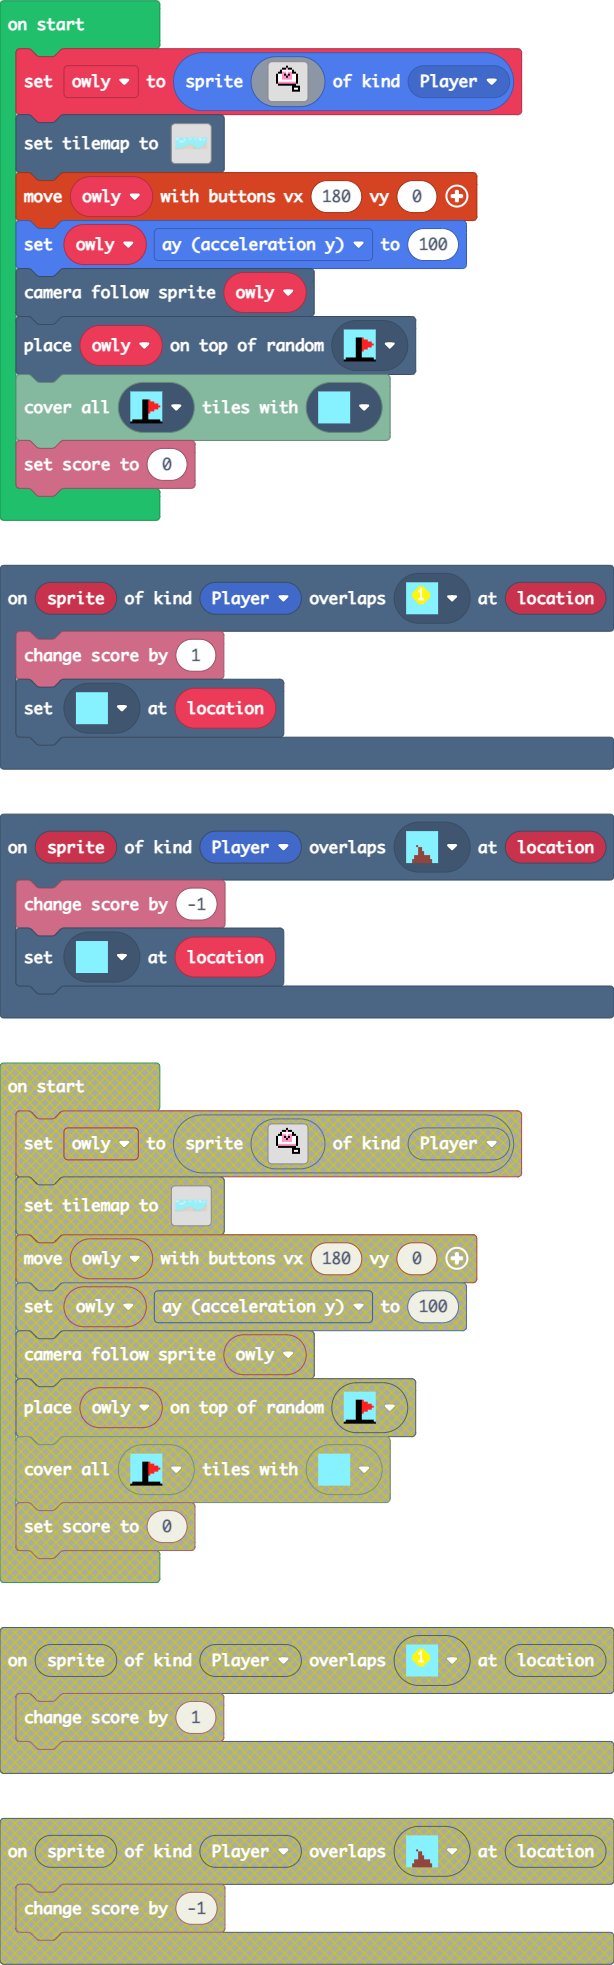 on start
set owly to sprite of kind Player
set tilemap to
move owly with buttons vx 180 vy 0
set owly ay (acceleration y) to 100
camera follow sprite owly
place owly on top of random
cover all tiles with
set score to 0
on sprite of kind Player overlaps 1 at location
change score by 1
set at location
on sprite of kind Player overlaps at location
change score by -1
set at location
on start
set owly to sprite of kind Player
set tilemap to
move owly with buttons vx 180 vy 0
set owly ay (acceleration y) to 100
camera follow sprite owly
place owly on top of random
cover all tiles with
set score to 0
on sprite of kind Player overlaps 1 at location
change score by 1
on sprite of kind Player overlaps at location
change score by -1